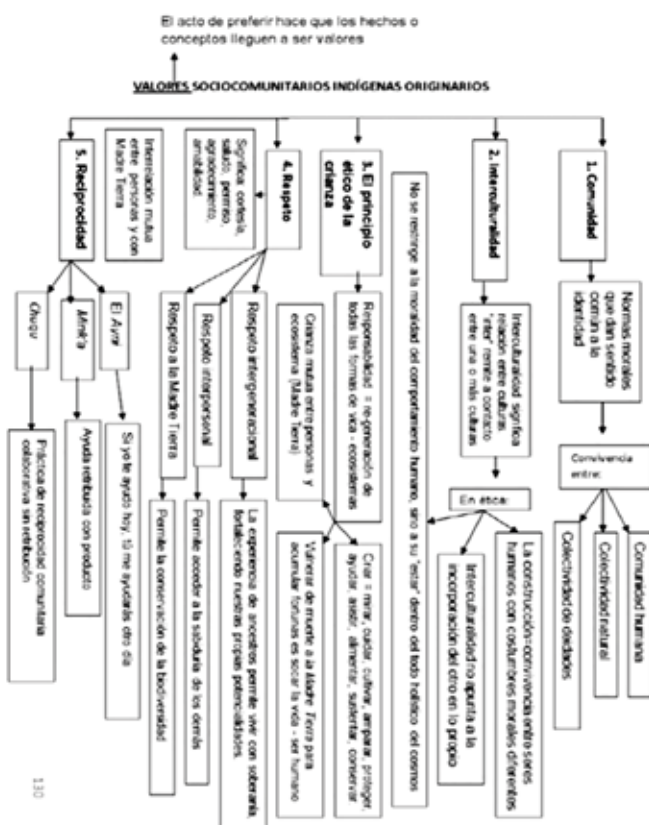 El acto de preferir hace que los hechos o
conceptos lleguen a ser valores
VALORES SOCIOCOMUNITARIOS INDÍGENAS ORIGINARIOS
1. Comunidad
Normas morales
que dan sentido
común a la
identidad
Convivencia
entre:
Comunidad humana
Colectividad natural
Colectividad de deidades
2. Interculturalidad
Interculturalidad significa
relación entre culturas
"inter" remite a contacto
entre una o más culturas
En ética:
La construcción=convivencia entre seres
humanos con costumbres morales diferentes
Interculturalidad no apunta a la
incorporación del otro en lo propio
No se restringe a la moralidad del comportamiento humano, sino a su "estar" dentro del todo holístico del cosmos
3. El principio
ético de la
crianza
Responsabilidad = re-generación de
todas las formas de vida - ecosistemas
Criar = mirar, cuidar, cultivar, amparar, proteger,
ayudar, asistir, alimentar, sustentar, conservar
Crianza mutua entre personas y
ecosistema (Madre Tierra)
Vulnerar de muerte a la Madre Tierra para
acumular fortunas es socar la vida - ser humano
4. Respeto
Significa cortesía,
saludo, permiso,
agradecimiento,
amabilidad.
Respeto intergeneracional
La experiencia de ancestros permite vivir con soberanía,
fortaleciendo nuestras propias potencialidades.
Respeto interpersonal
Permite acceder a la sabiduría de los demás
Respeto a la Madre Tierra
Permite la conservación de la biodiversidad
5. Reciprocidad
Interrelación mutua
entre personas y con
Madre Tierra
El Ayni
Si yo te ayudo hoy, tú me ayudarás otro día
Mink'a
Ayuda retribuida con producto
Chuqu
Práctica de reciprocidad comunitaria
colaborativa sin retribución
130